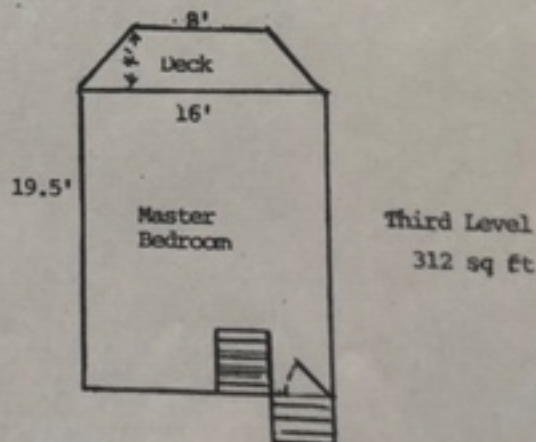 8'
4'
Deck
16'
19.5'
Master
Bedroom
Third Level
312 sq ft